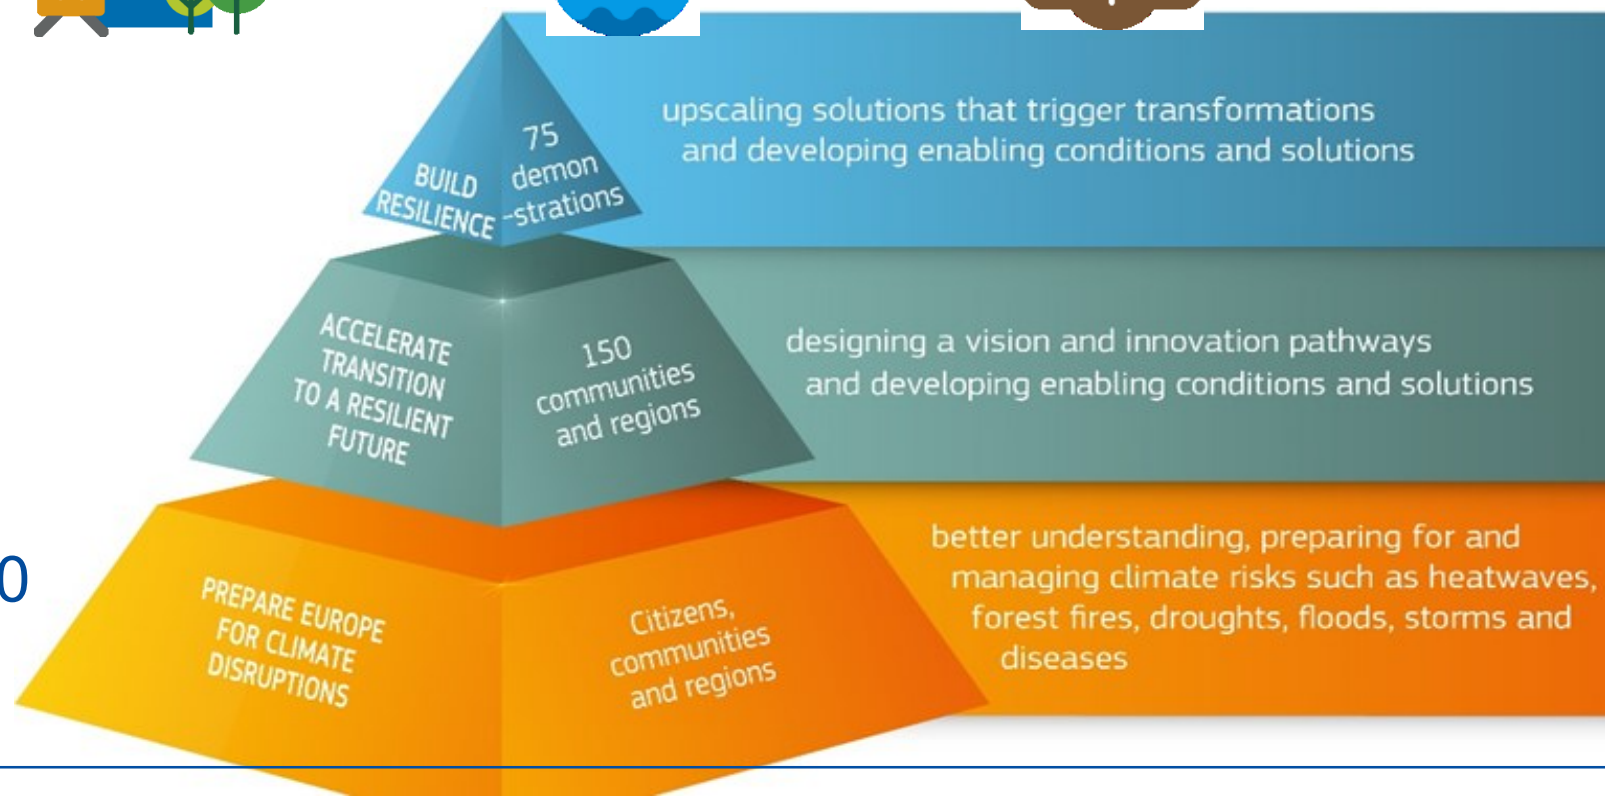 upscaling solutions that trigger transformations
and developing enabling conditions and solutions
BUILD
RESILIENCE
75
demon
-strations
designing a vision and innovation pathways
and developing enabling conditions and solutions
ACCELERATE
TRANSITION
TO A RESILIENT
FUTURE
150
communities
and regions
better understanding, preparing for and
managing climate risks such as heatwaves,
forest fires, droughts, floods, storms and
diseases
0
PREPARE EUROPE
FOR CLIMATE
DISRUPTIONS
Citizens,
communities
and regions